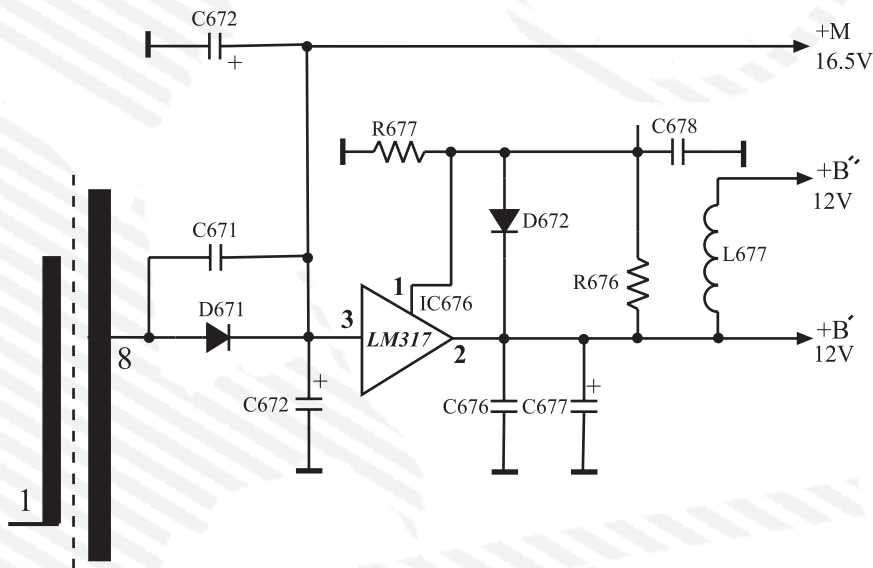 C672
+
+M
16.5V
R677
C678
+B′′
12V
C671
D672
L677
R676
D671
1
IC676
3
LM317
2
+B′
12V
8
C672
+
C676
C677
+
1